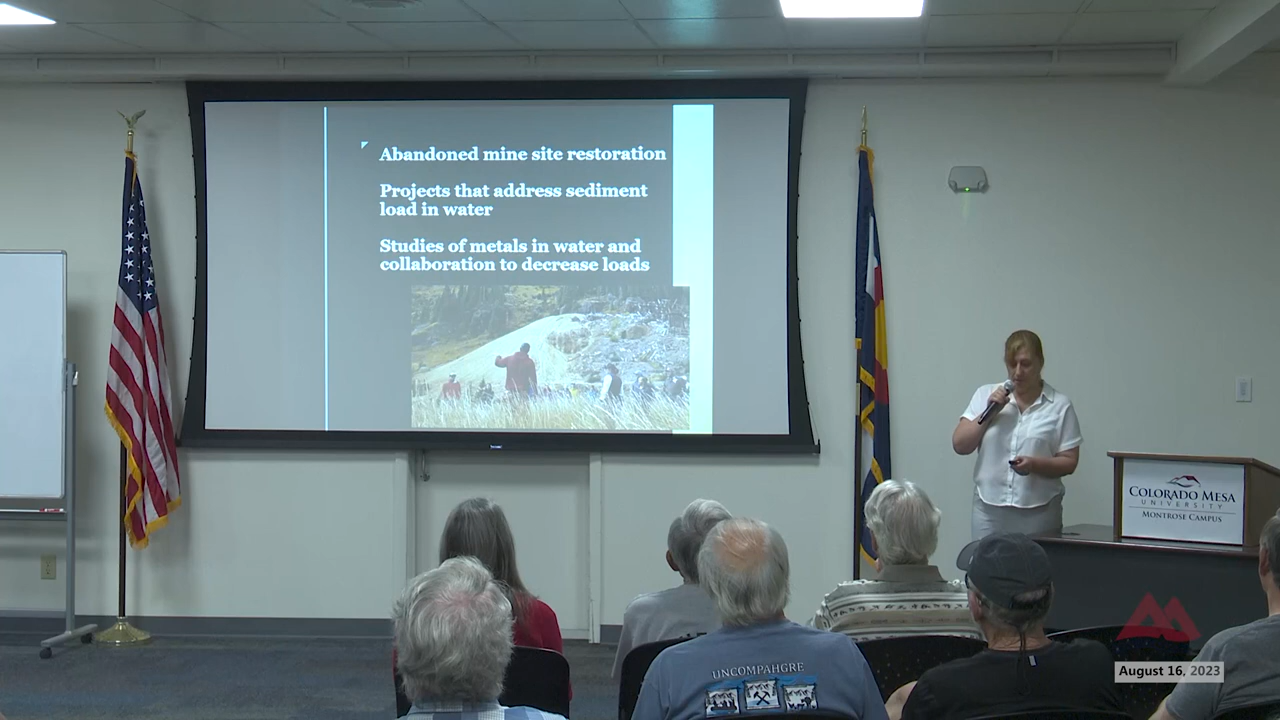 Abandoned mine site restoration
Projects that address sediment
load in water
Studies of metals in water and
collaboration to decrease loads
COLORADO MESA
UNIVERSITY
MONTROSE CAMPUS
UNCOMPAHGRE
August 16, 2023